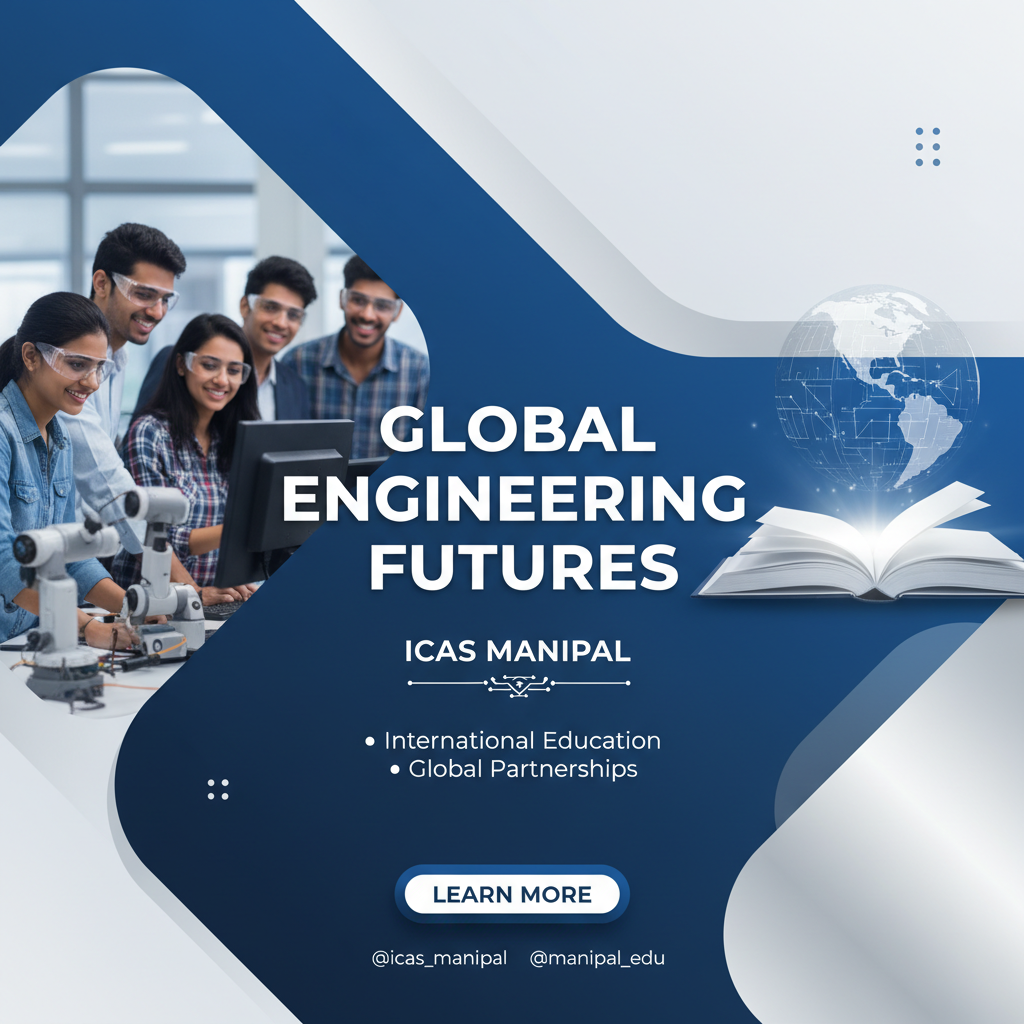 GLOBAL
ENGINEERING
FUTURES
ICAS MANIPAL
• International Education
• Global Partnerships
LEARN MORE
@icas_manipal @manipal_edu